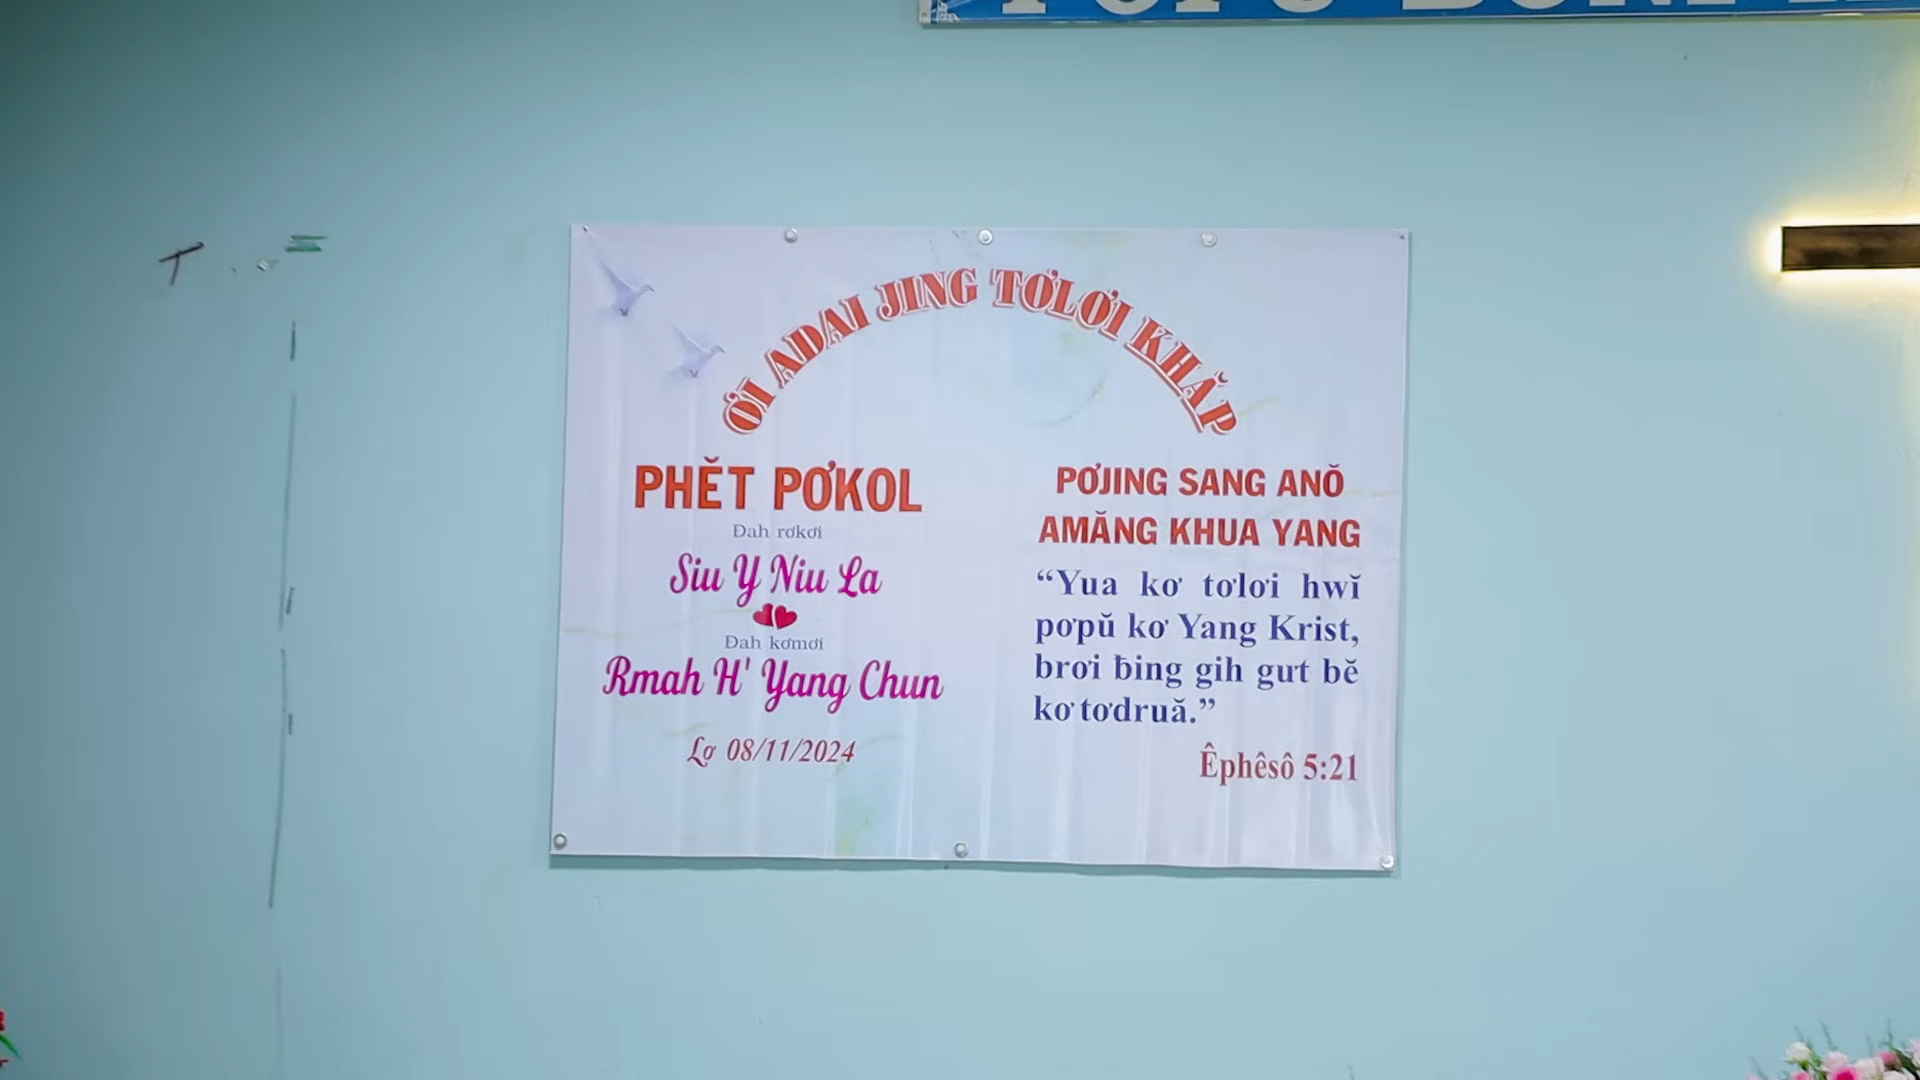 ƠI ADAI JING TƠLƠI KHĂP
PHĔT PƠKOL
Đah rơkơi
Siu Y Niu La
Đah kơmơi
Rmah H' Yang Chun
Lơ 08/11/2024
PƠJING SANG ANŎ
AMĂNG KHUA YANG
“Yua kơ tơlơi hwĭ
pơpŭ kơ Yang Krist,
brơi ƀing gih gưt bĕ
kơ tơdruă.”
Êphêsô 5:21